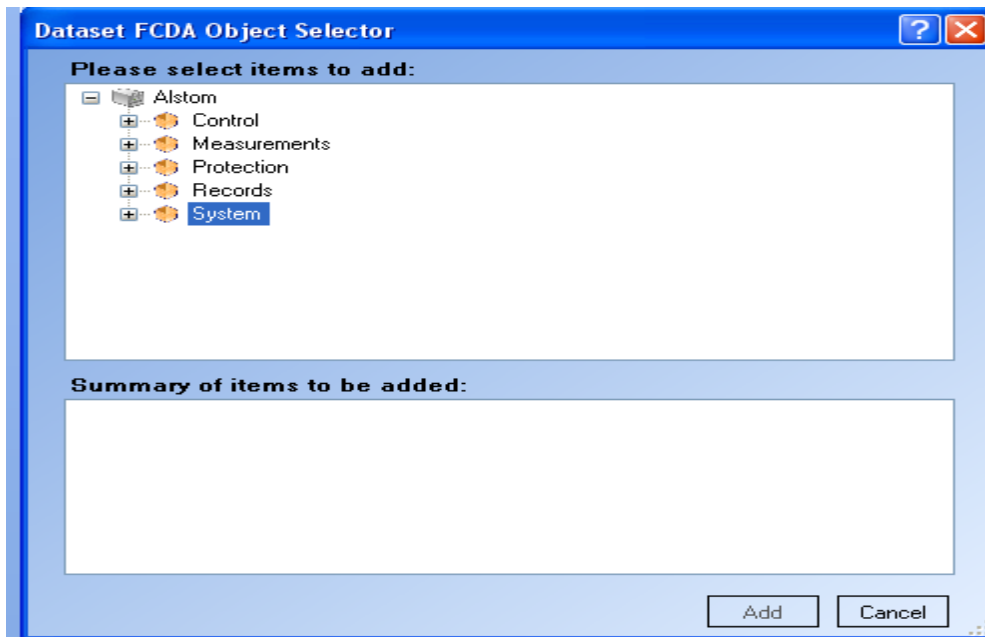 Dataset FCDA Object Selector
Please select items to add:
Alstom
Control
Measurements
Protection
Records
System
Summary of items to be added:
Add Cancel